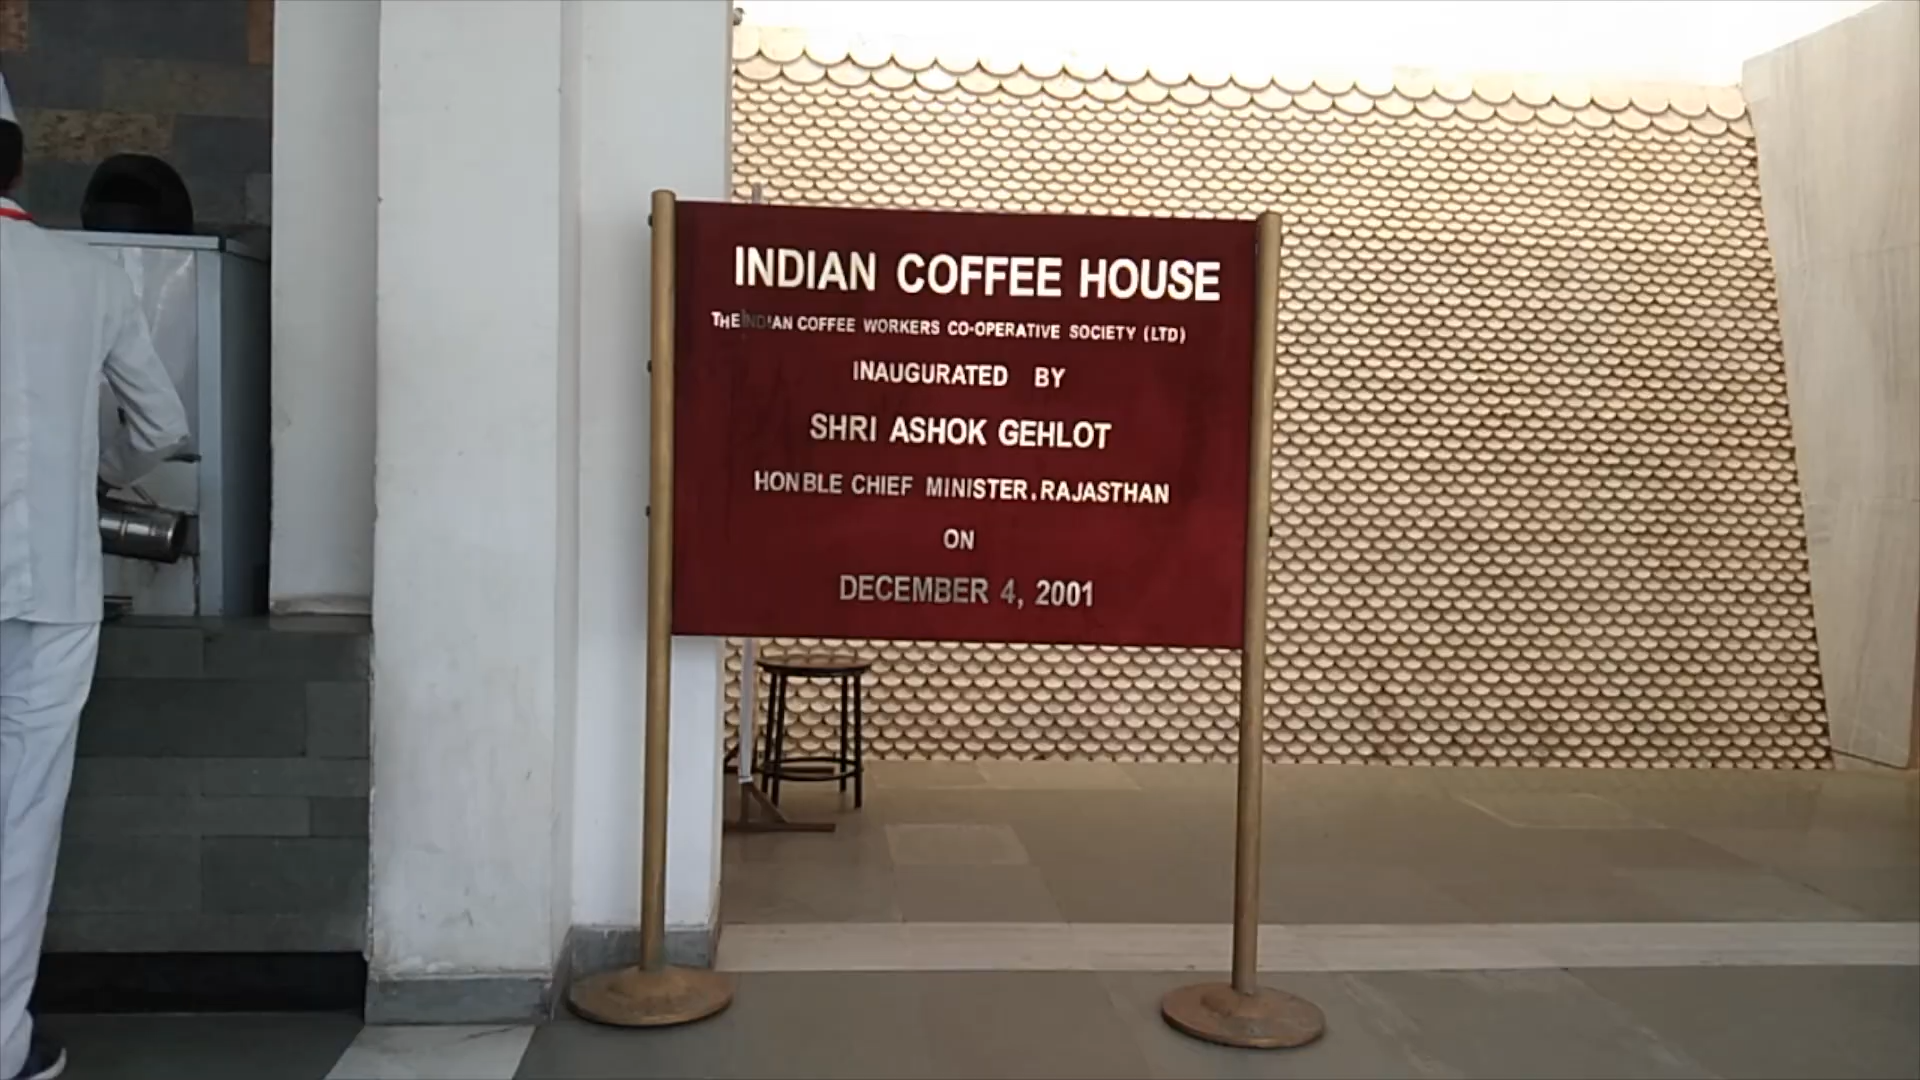 INDIAN COFFEE HOUSE
THE INDIAN COFFEE WORKERS CO-OPERATIVE SOCIETY (LTD)
INAUGURATED BY
SHRI ASHOK GEHLOT
HONBLE CHIEF MINISTER.RAJASTHAN
ON
DECEMBER 4, 2001